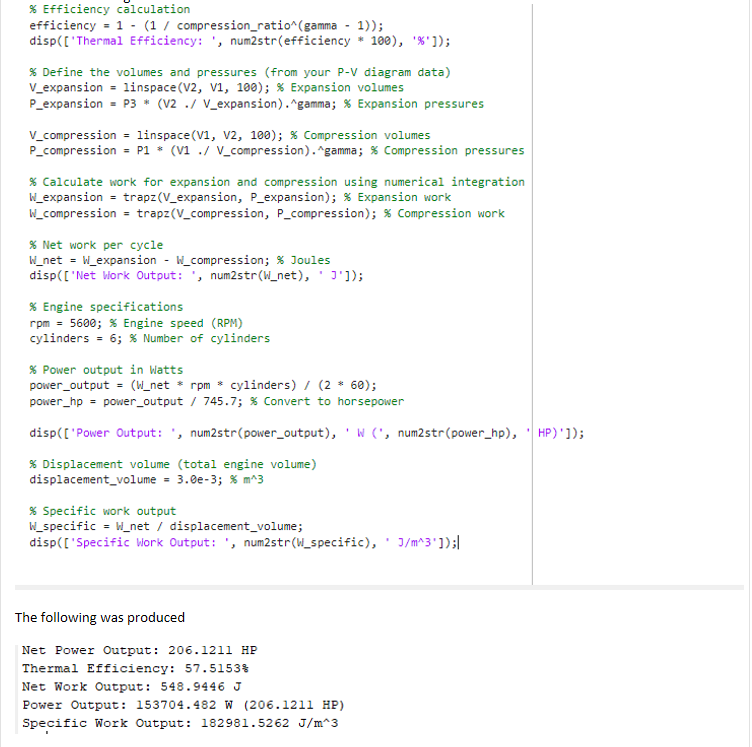 % Efficiency calculation
efficiency = 1 - (1 / compression_ratio^(gamma - 1));
disp(['Thermal Efficiency: ', num2str(efficiency * 100), '%']);
% Define the volumes and pressures (from your P-V diagram data)
V_expansion = linspace(V2, V1, 100); % Expansion volumes
P_expansion = P3 * (V2 ./ V_expansion).^gamma; % Expansion pressures
V_compression = linspace(V1, V2, 100); % Compression volumes
P_compression = P1 * (V1 ./ V_compression).^gamma; % Compression pressures
% Calculate work for expansion and compression using numerical integration
W_expansion = trapz(V_expansion, P_expansion); % Expansion work
W_compression = trapz(V_compression, P_compression); % Compression work
% Net work per cycle
W_net = W_expansion - W_compression; % Joules
disp(['Net Work Output: ', num2str(W_net), ' J']);
% Engine specifications
rpm = 5600; % Engine speed (RPM)
cylinders = 6; % Number of cylinders
% Power output in Watts
power_output = (W_net * rpm * cylinders) / (2 * 60);
power_hp = power_output / 745.7; % Convert to horsepower
disp(['Power Output: ', num2str(power_output), ' W (', num2str(power_hp), ' HP)']);
% Displacement volume (total engine volume)
displacement_volume = 3.0e-3; % m^3
% Specific work output
W_specific = W_net / displacement_volume;
disp(['Specific Work Output: ', num2str(W_specific), ' J/m^3']);
The following was produced
Net Power Output: 206.1211 HP
Thermal Efficiency: 57.5153%
Net Work Output: 548.9446 J
Power Output: 153704.482 W (206.1211 HP)
Specific Work Output: 182981.5262 J/m^3